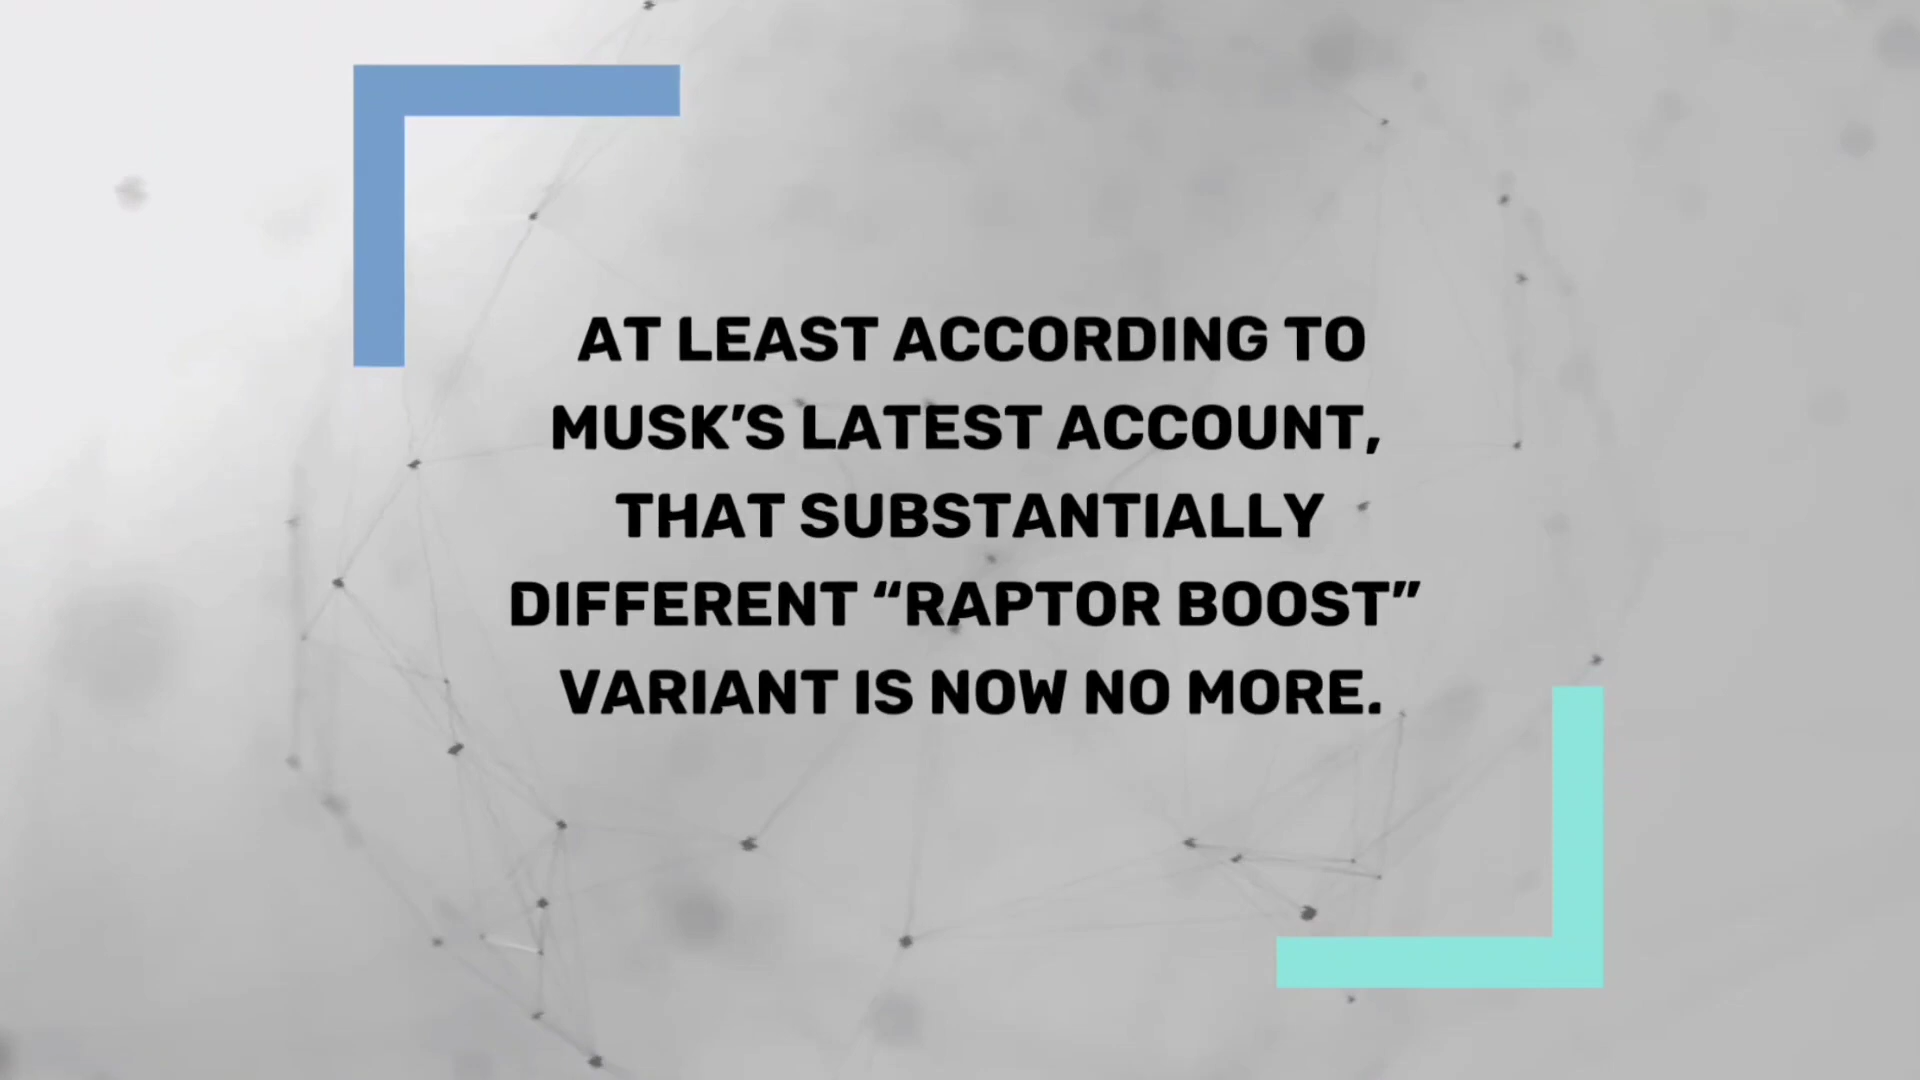 AT LEAST ACCORDING TO
MUSK’S LATEST ACCOUNT,
THAT SUBSTANTIALLY
DIFFERENT “RAPTOR BOOST”
VARIANT IS NOW NO MORE.